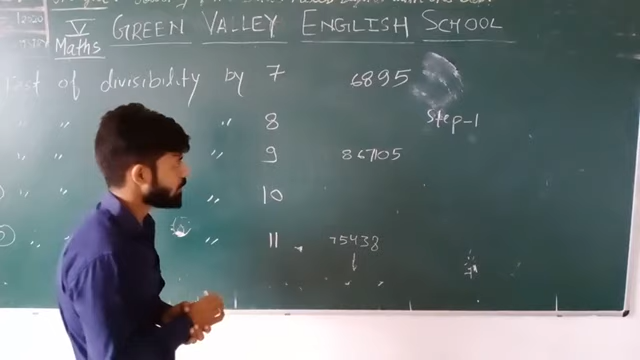 V GREEN VALLEY ENGLISH SCHOOL
Maths
Test of divisibility by 7 6895
Step-1
" " " 8
" " " 9 867105
" " 10
" " " 11 75438